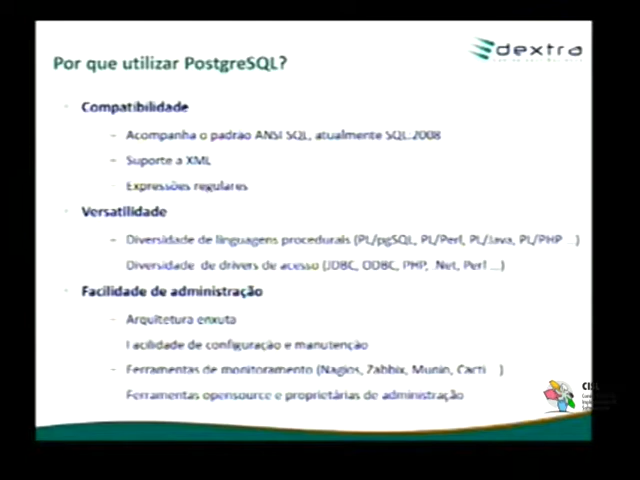 Por que utilizar PostgreSQL?
dextra
Compatibilidade
– Acompanha o padrão ANSI SQL, atualmente SQL:2008
– Suporte a XML
Expressões regulares
Versatilidade
– Diversidade de linguagens procedurais (PL/pgSQL, PL/Perl, PL/Java, PL/PHP ...)
Diversidade de drivers de acesso (JDBC, ODBC, PHP, .Net, Perl ...)
Facilidade de administração
– Arquitetura enxuta
Facilidade de configuração e manutenção
– Ferramentas de monitoramento (Nagios, Zabbix, Munin, Cacti ...)
Ferramentas opensource e proprietárias de administração